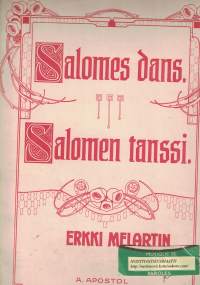 Salomes dans.
Salomen tanssi.
ERKKI MELARTIN
A. APOSTOL